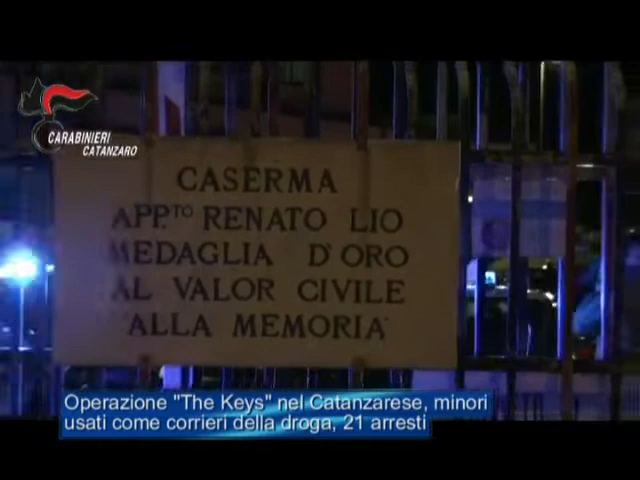 CARABINIERI
CATANZARO
CASERMA
APP.TO RENATO LIO
MEDAGLIA D'ORO
AL VALOR CIVILE
ALLA MEMORIA
Operazione "The Keys" nel Catanzarese, minori
usati come corrieri della droga, 21 arresti